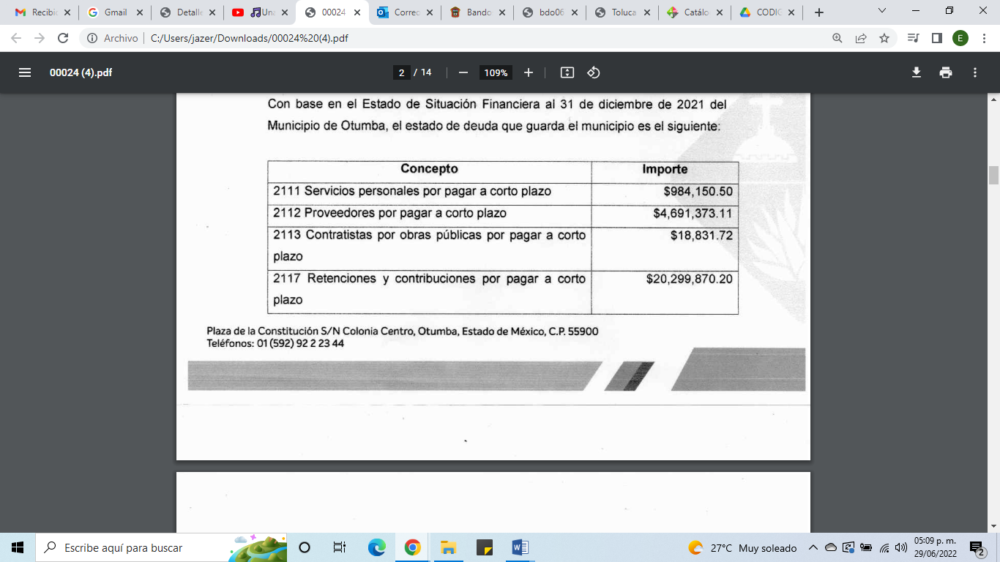 Recibic
Gmail
Detalle
Una
00024
Correo
Bando
bdo06
Toluca
Catálo
CODIG
Archivo
C:/Users/jazer/Downloads/00024%20(4).pdf
E
00024 (4).pdf
2 / 14
109%
Con base en el Estado de Situación Financiera al 31 de diciembre de 2021 del
Municipio de Otumba, el estado de deuda que guarda el municipio es el siguiente:
Concepto Importe
2111 Servicios personales por pagar a corto plazo $984,150.50
2112 Proveedores por pagar a corto plazo $4,691,373.11
2113 Contratistas por obras públicas por pagar a corto $18,831.72
plazo
2117 Retenciones y contribuciones por pagar a corto $20,299,870.20
plazo
Plaza de la Constitución S/N Colonia Centro, Otumba, Estado de México, C.P. 55900
Teléfonos: 01 (592) 92 2 23 44
Escribe aquí para buscar
27°C Muy soleado
05:09 p. m.
29/06/2022
2